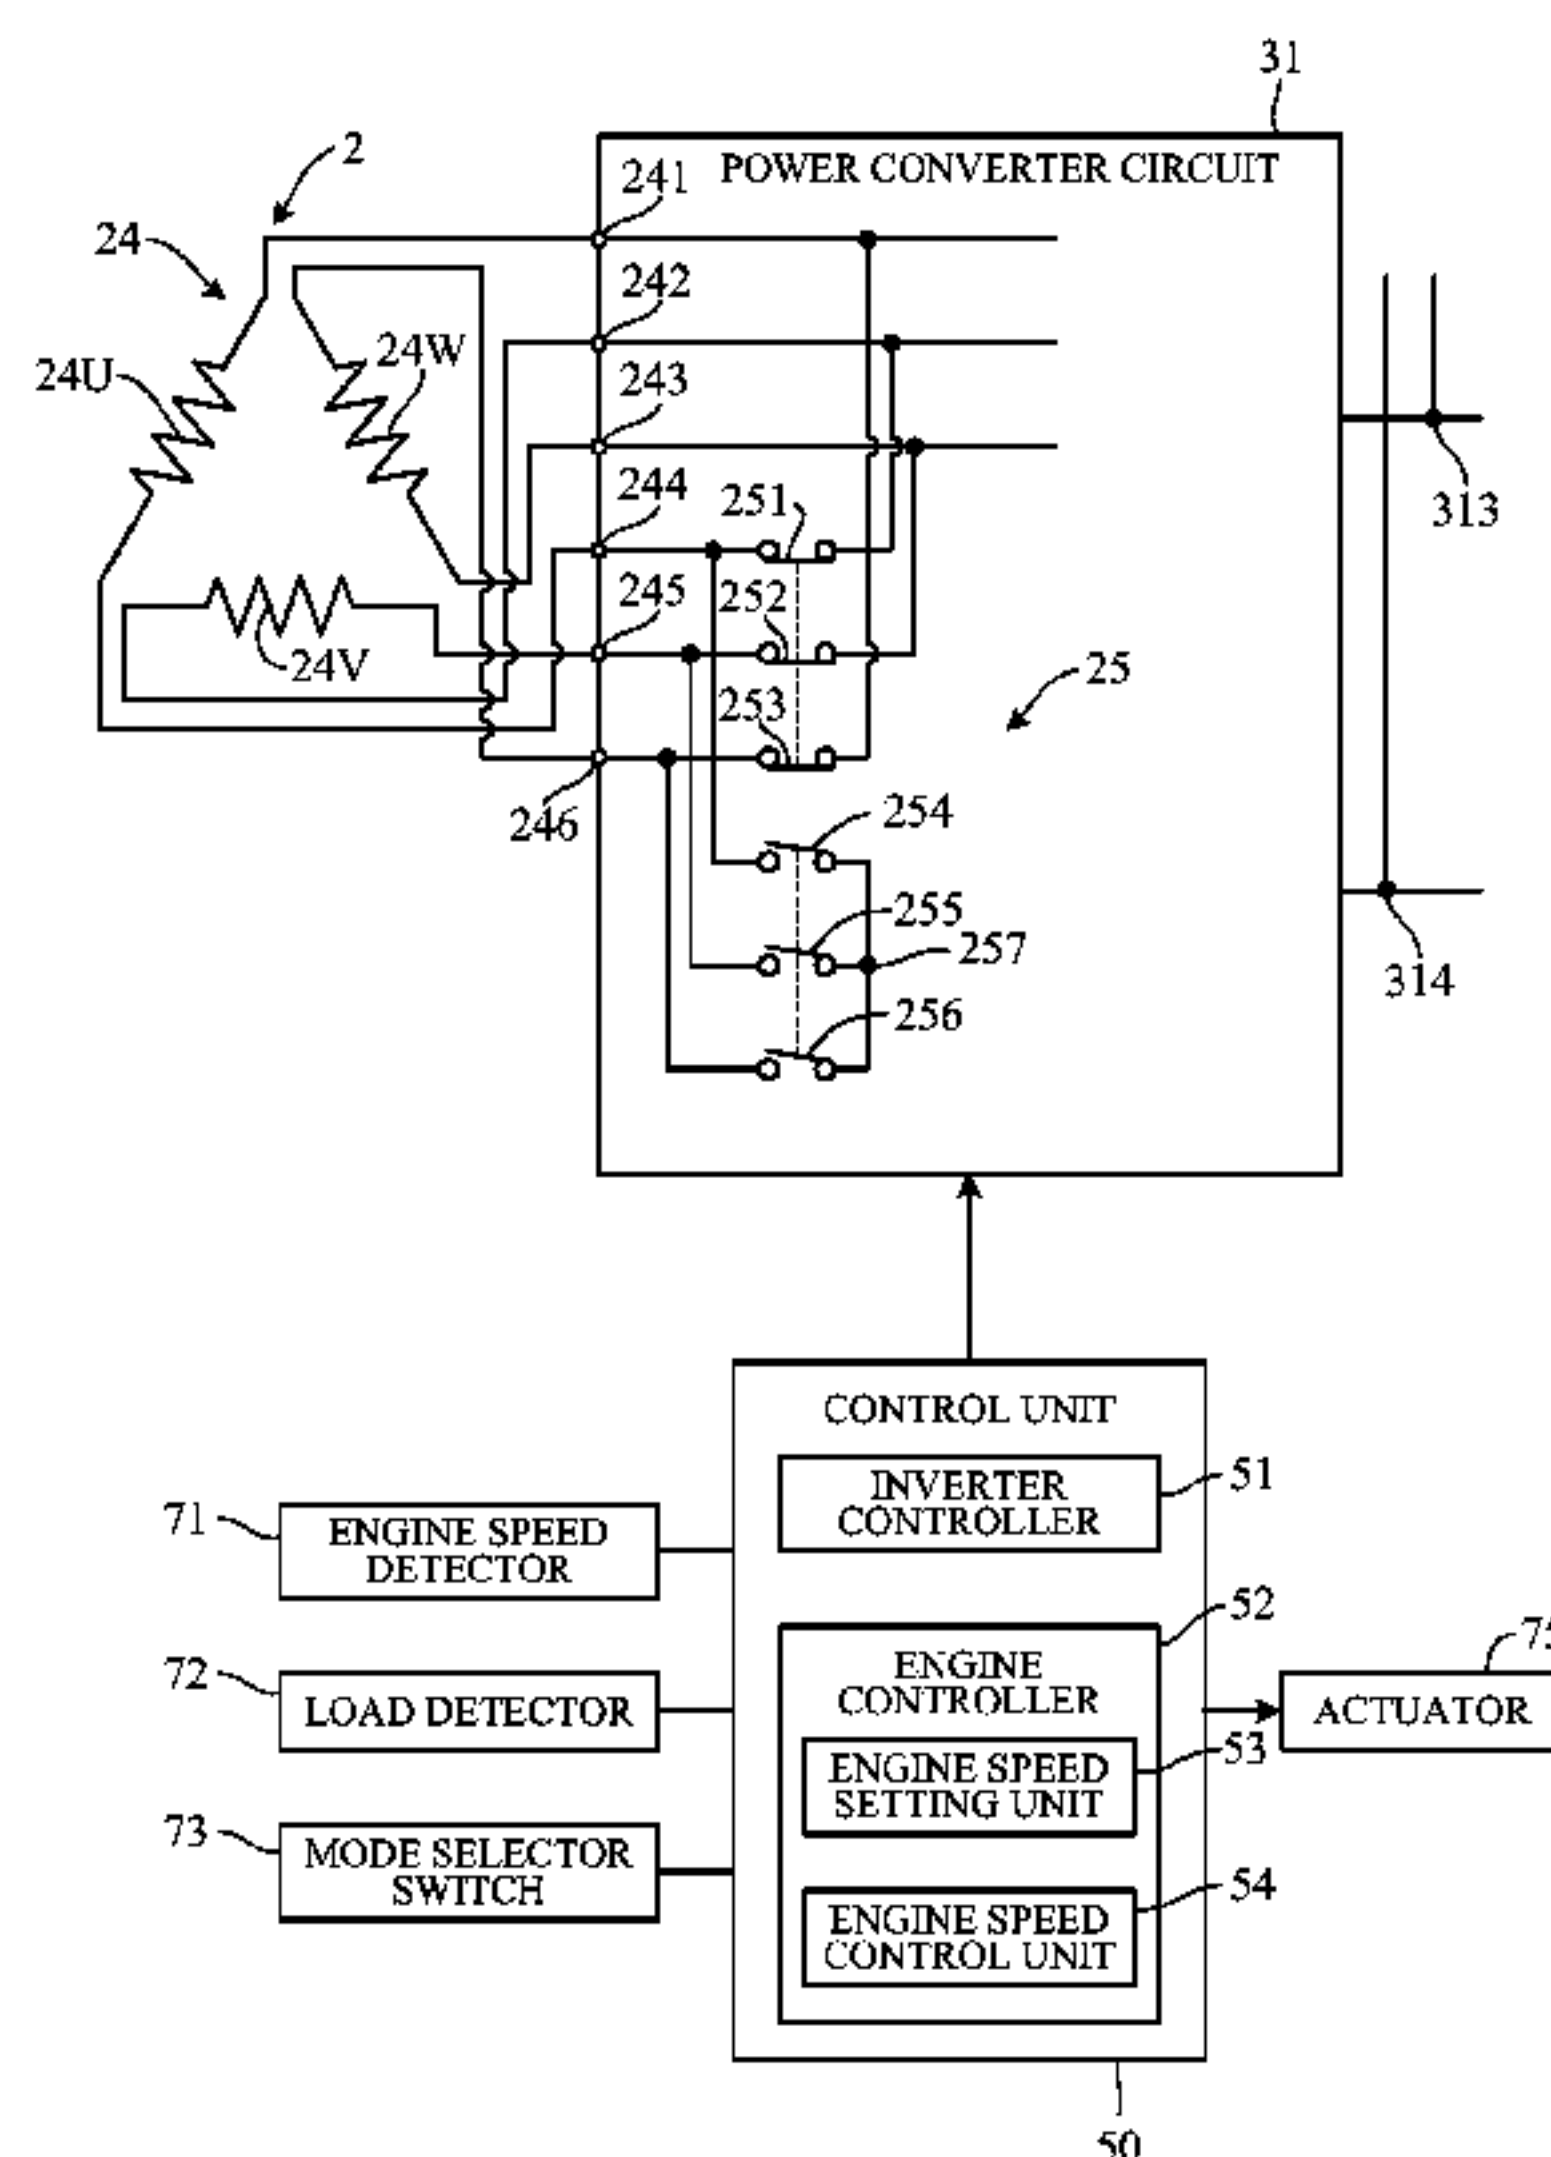 31
POWER CONVERTER CIRCUIT
2
241
24
242
24W
24U
243
244
251
313
245
252
24V
25
253
246
254
255
257
314
256
CONTROL UNIT
INVERTER
CONTROLLER
51
71
ENGINE SPEED
DETECTOR
52
72
LOAD DETECTOR
ENGINE
CONTROLLER
75
ACTUATOR
53
ENGINE SPEED
SETTING UNIT
73
MODE SELECTOR
SWITCH
54
ENGINE SPEED
CONTROL UNIT
50